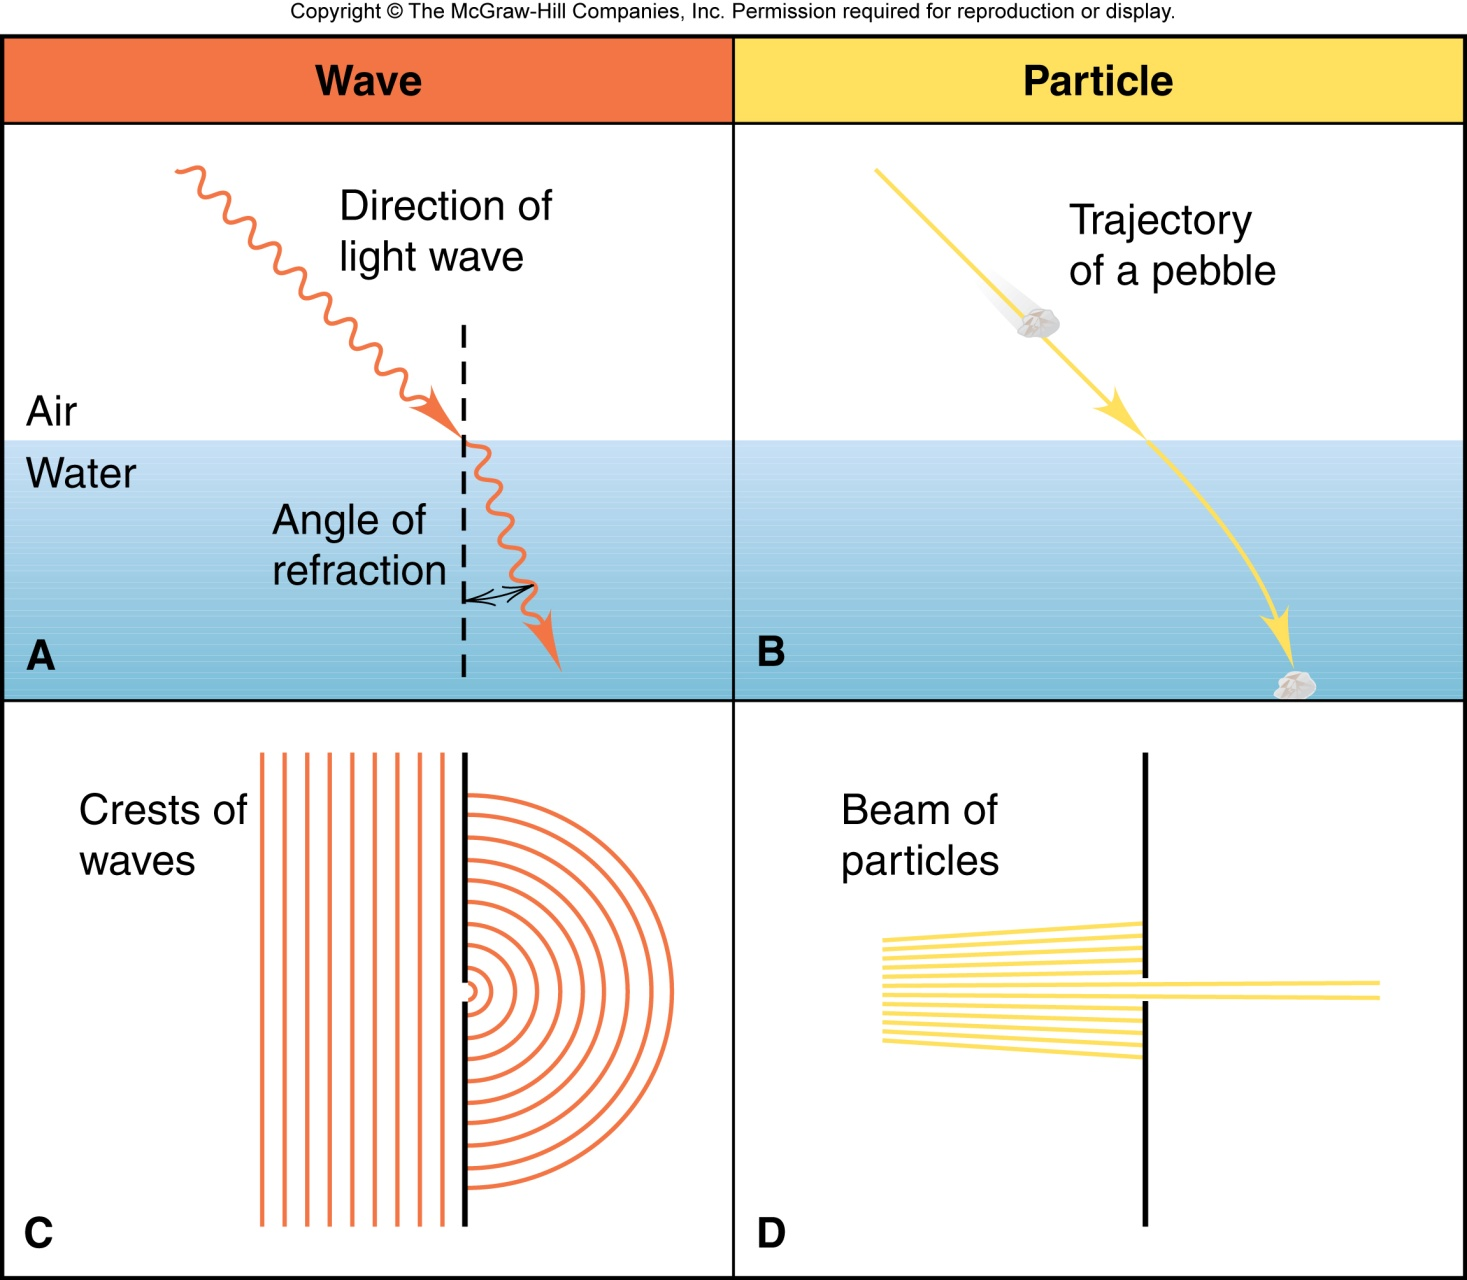 Copyright © The McGraw-Hill Companies, Inc. Permission required for reproduction or display.
Wave
Particle
Direction of
light wave
Air
Water
Angle of
refraction
A
Trajectory
of a pebble
B
Crests of
waves
C
Beam of
particles
D